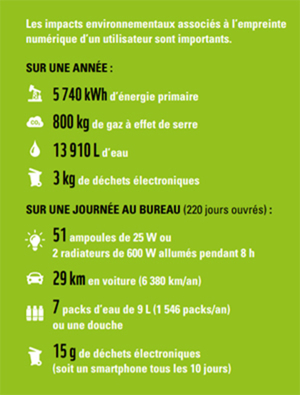 Les impacts environnementaux associés à l'empreinte
numérique d'un utilisateur sont importants.
SUR UNE ANNÉE :
5 740 kWh d'énergie primaire
CO₂
800 kg de gaz à effet de serre
13 910 L d'eau
3 kg de déchets électroniques
SUR UNE JOURNÉE AU BUREAU (220 jours ouvrés) :
51 ampoules de 25 W ou
2 radiateurs de 600 W allumés pendant 8 h
29 km en voiture (6 380 km/an)
7 packs d'eau de 9 L (1 546 packs/an)
ou une douche
15 g de déchets électroniques
(soit un smartphone tous les 10 jours)